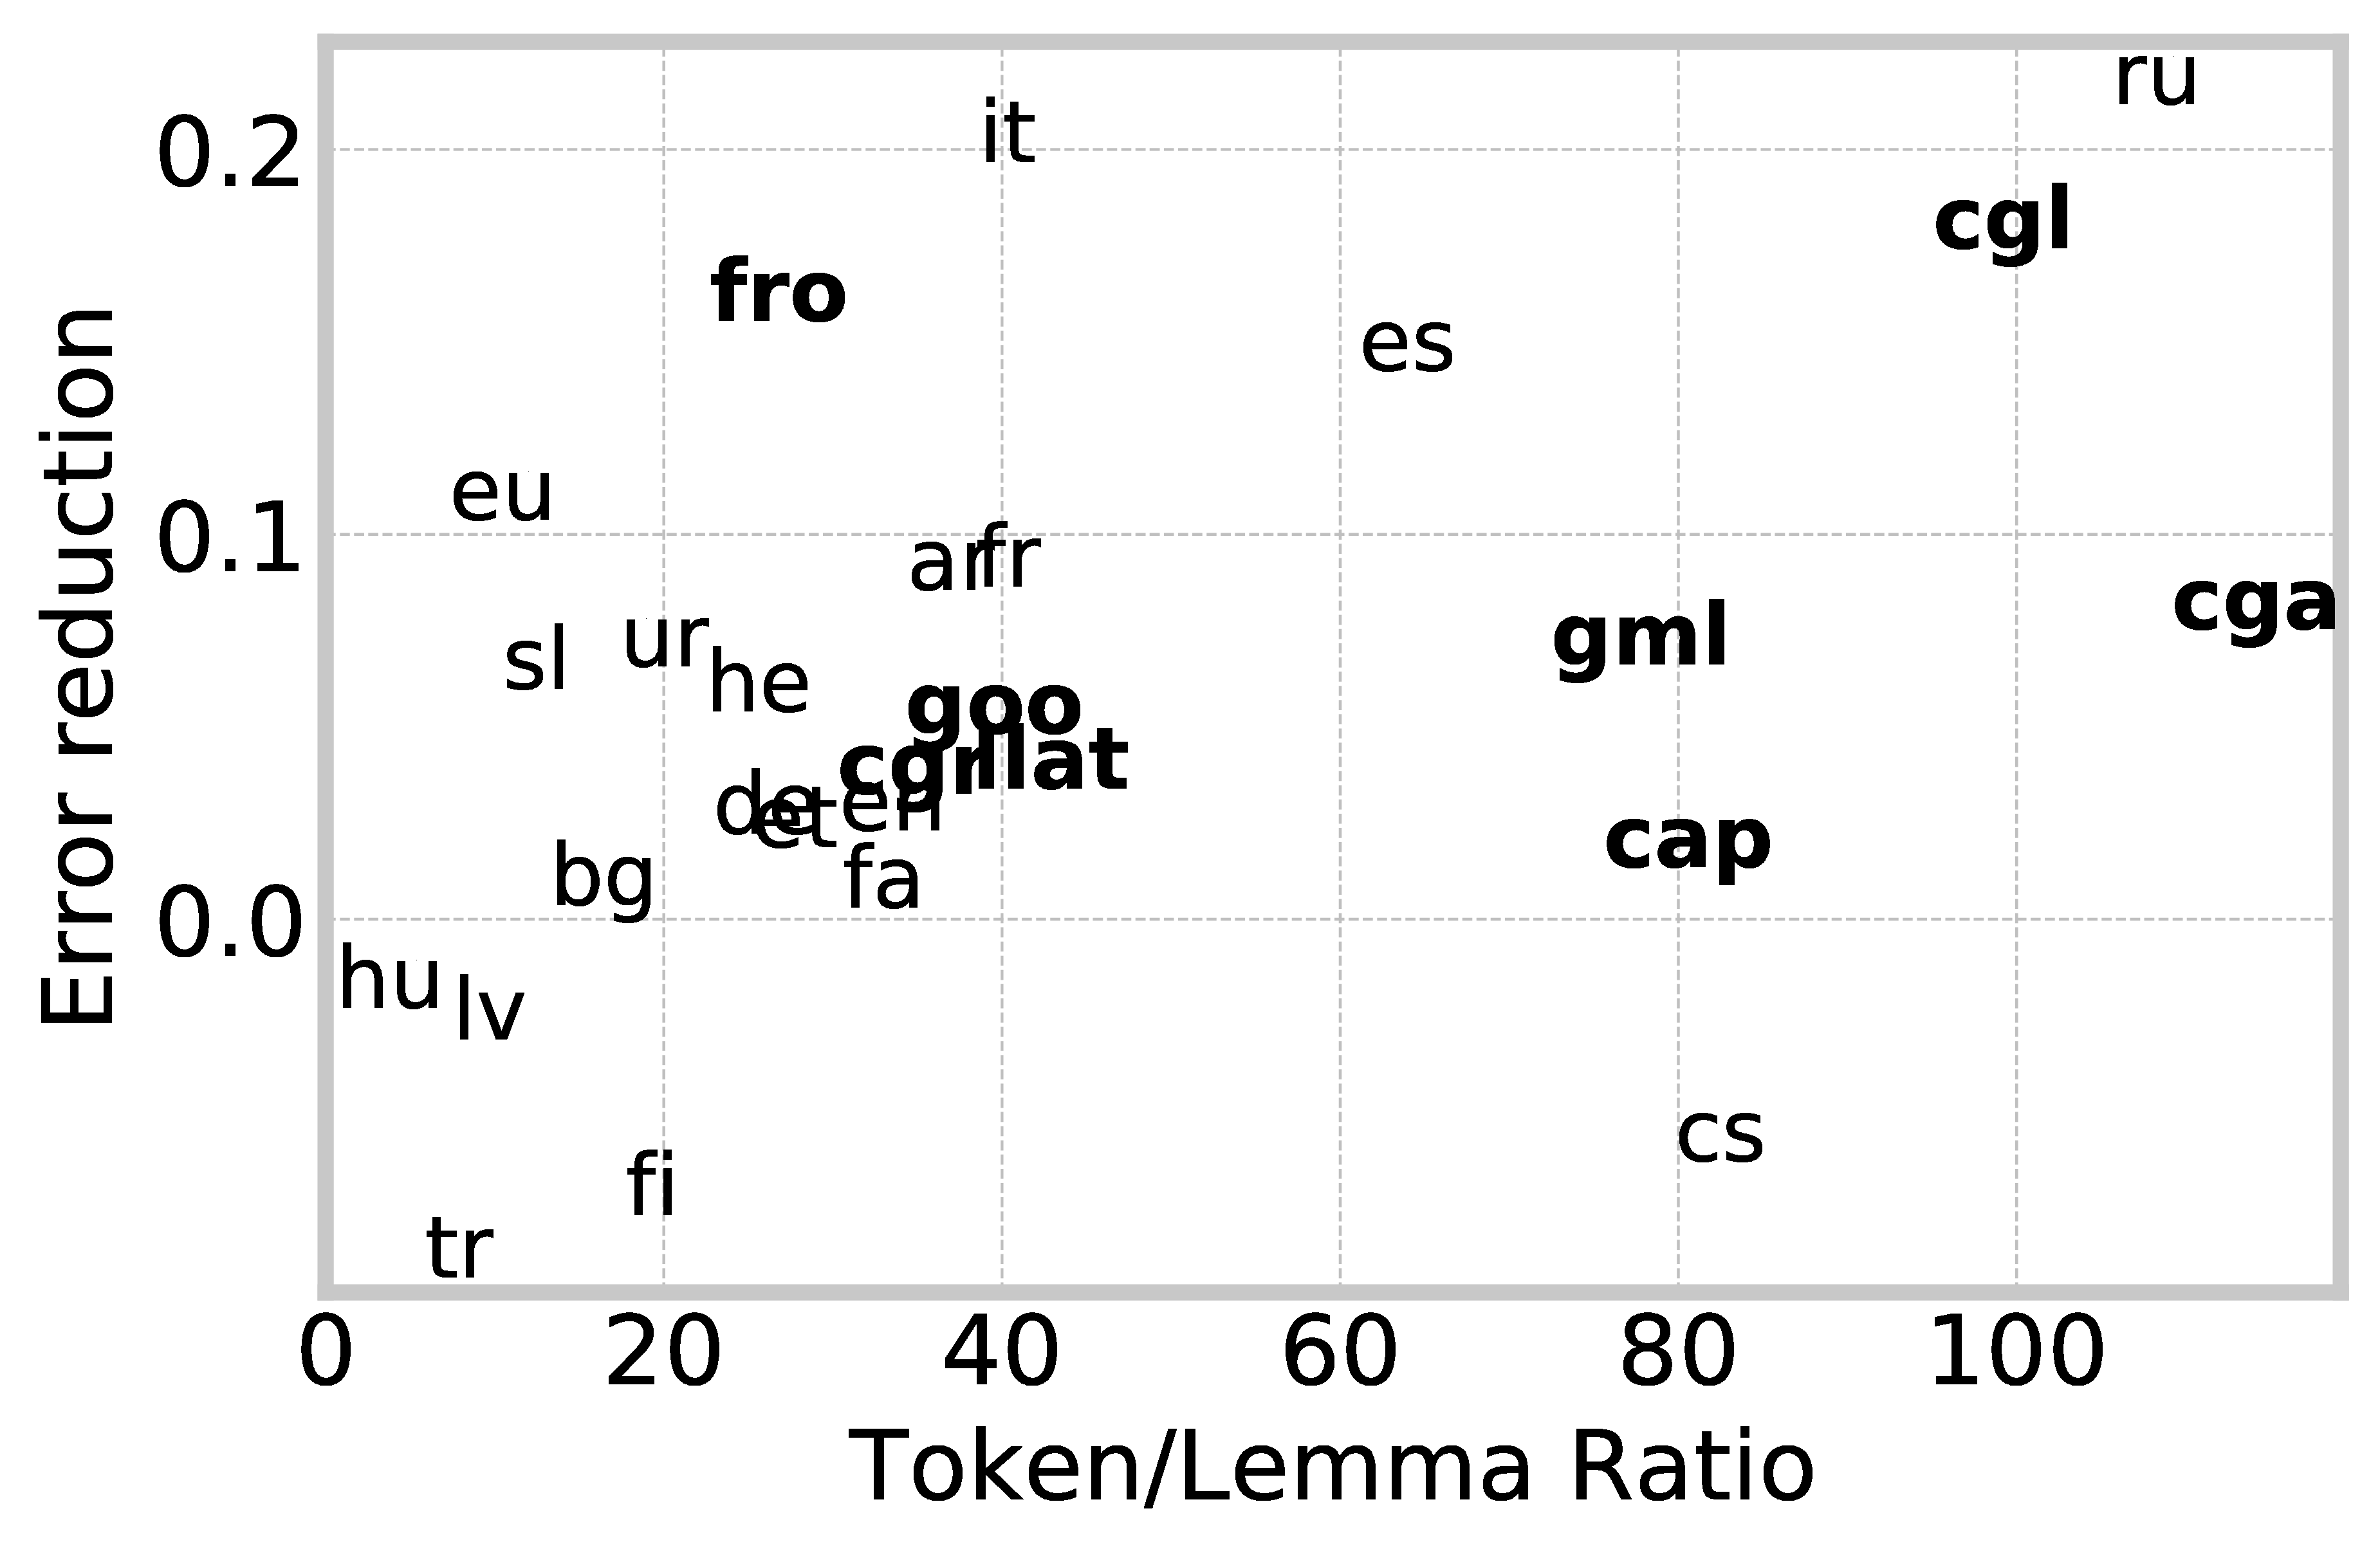 ru
it
0.2
cgl
fro
es
Error reduction
eu
0.1
ar
fr
cga
ur
gml
sl
he
goo
cgr
lat
de
en
et
cap
bg
fa
0.0
hu
lv
cs
fi
tr
0 20 40 60 80 100
Token/Lemma Ratio